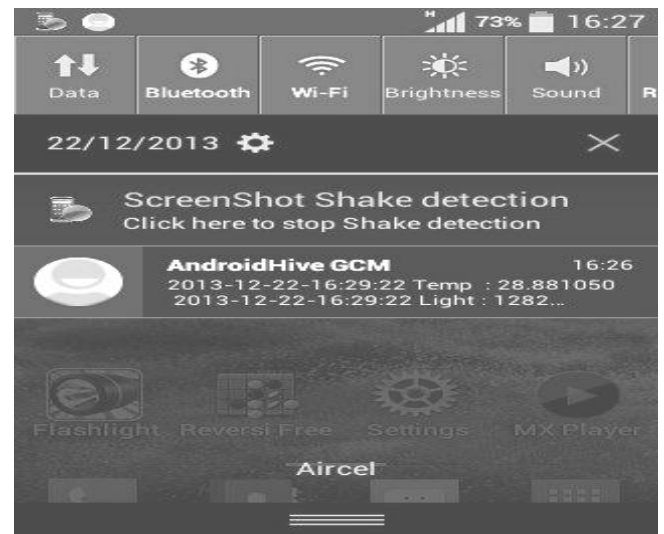 H 73% 16:27
Data Bluetooth Wi-Fi Brightness Sound R
22/12/2013
ScreenShot Shake detection
Click here to stop Shake detection
AndroidHive GCM 16:26
2013-12-22-16:29:22 Temp : 28.881050
2013-12-22-16:29:22 Light : 1282...
Flashlight Reversi Free Settings MX Player
Aircel